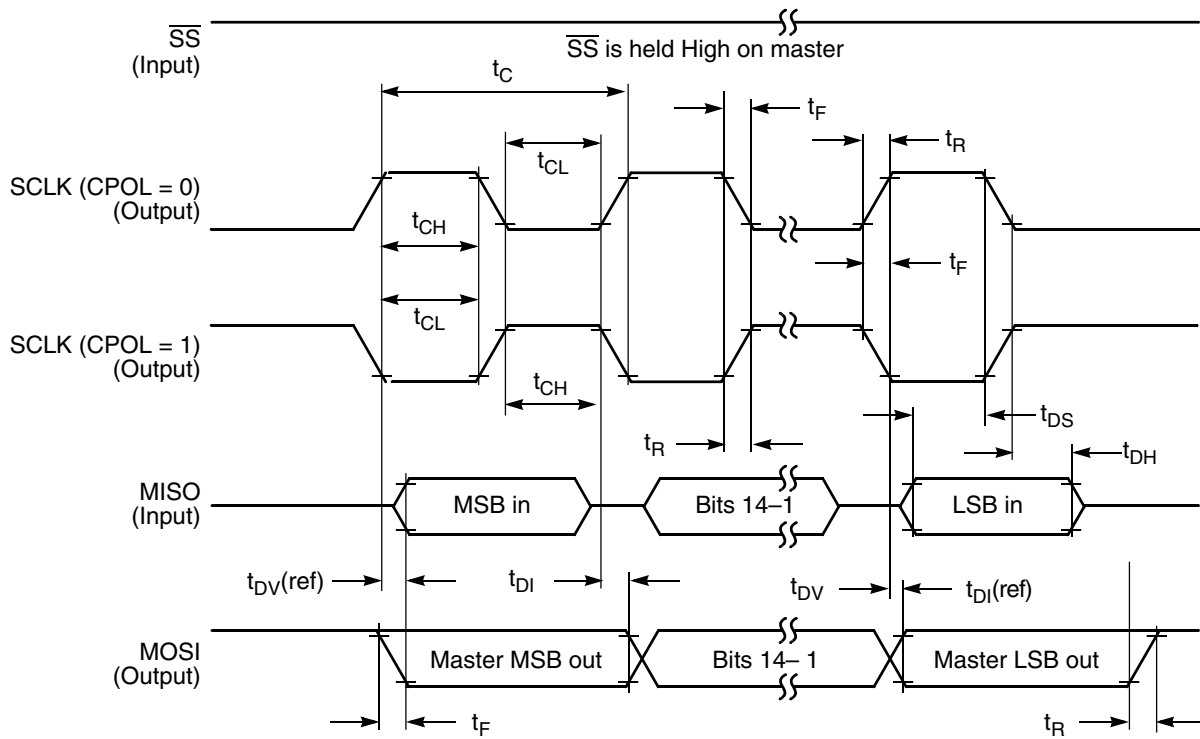 SS
(Input)
SS is held High on master
tC
tF
tR
tCL
SCLK (CPOL = 0)
(Output)
tCH
tF
tCL
SCLK (CPOL = 1)
(Output)
tCH
tDS
tR
tDH
MISO
(Input)
MSB in
Bits 14–1
LSB in
tDV(ref)
tDI
tDV
tDI(ref)
MOSI
(Output)
Master MSB out
Bits 14– 1
Master LSB out
tF
tR